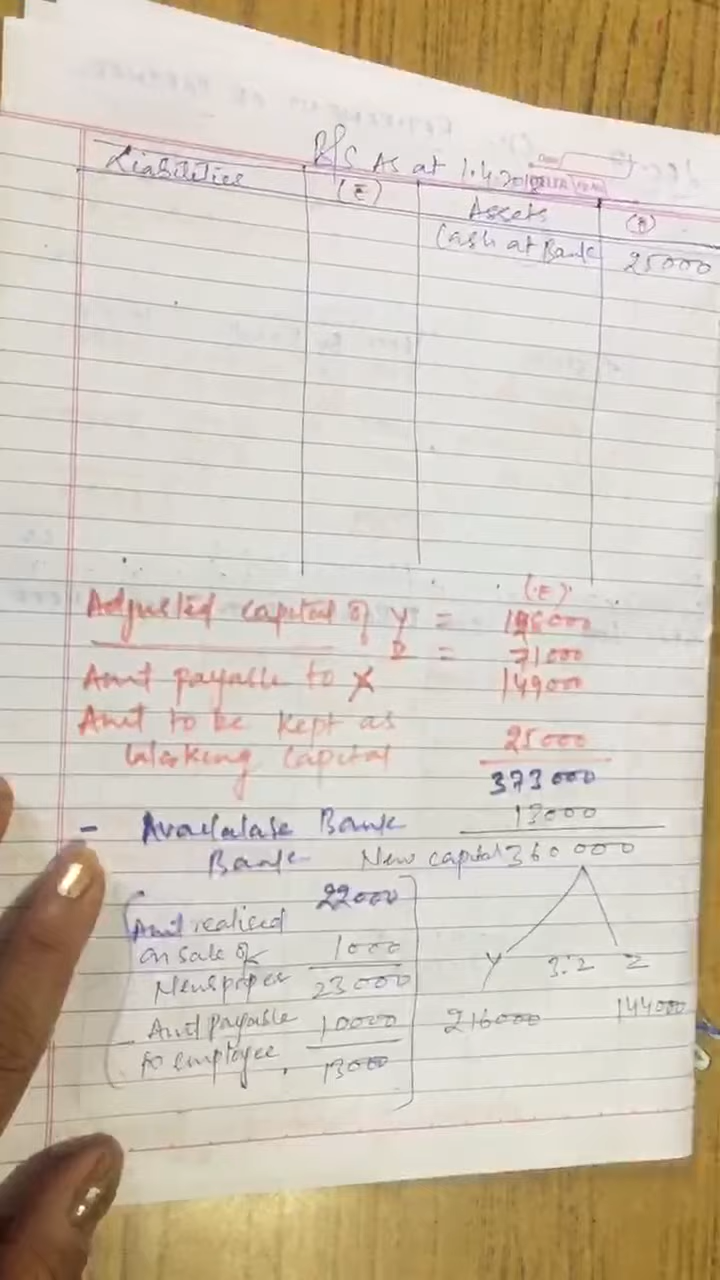 B/S As at 1.4.20
Liabilities (₹) Assets (₹)
Cash at Bank 25000
(₹)
Adjusted capital of Y = 128000
Z = 71000
Amt payable to X 149000
Amt to be kept as
Working capital 25000
373000
- Available Bank 13000
Bank New capital 360000
22000
Amt realised
on sale of 1000
Newspaper 23000
Y 3:2 Z
Amt payable 10000 216000 144000
to employee. 13000